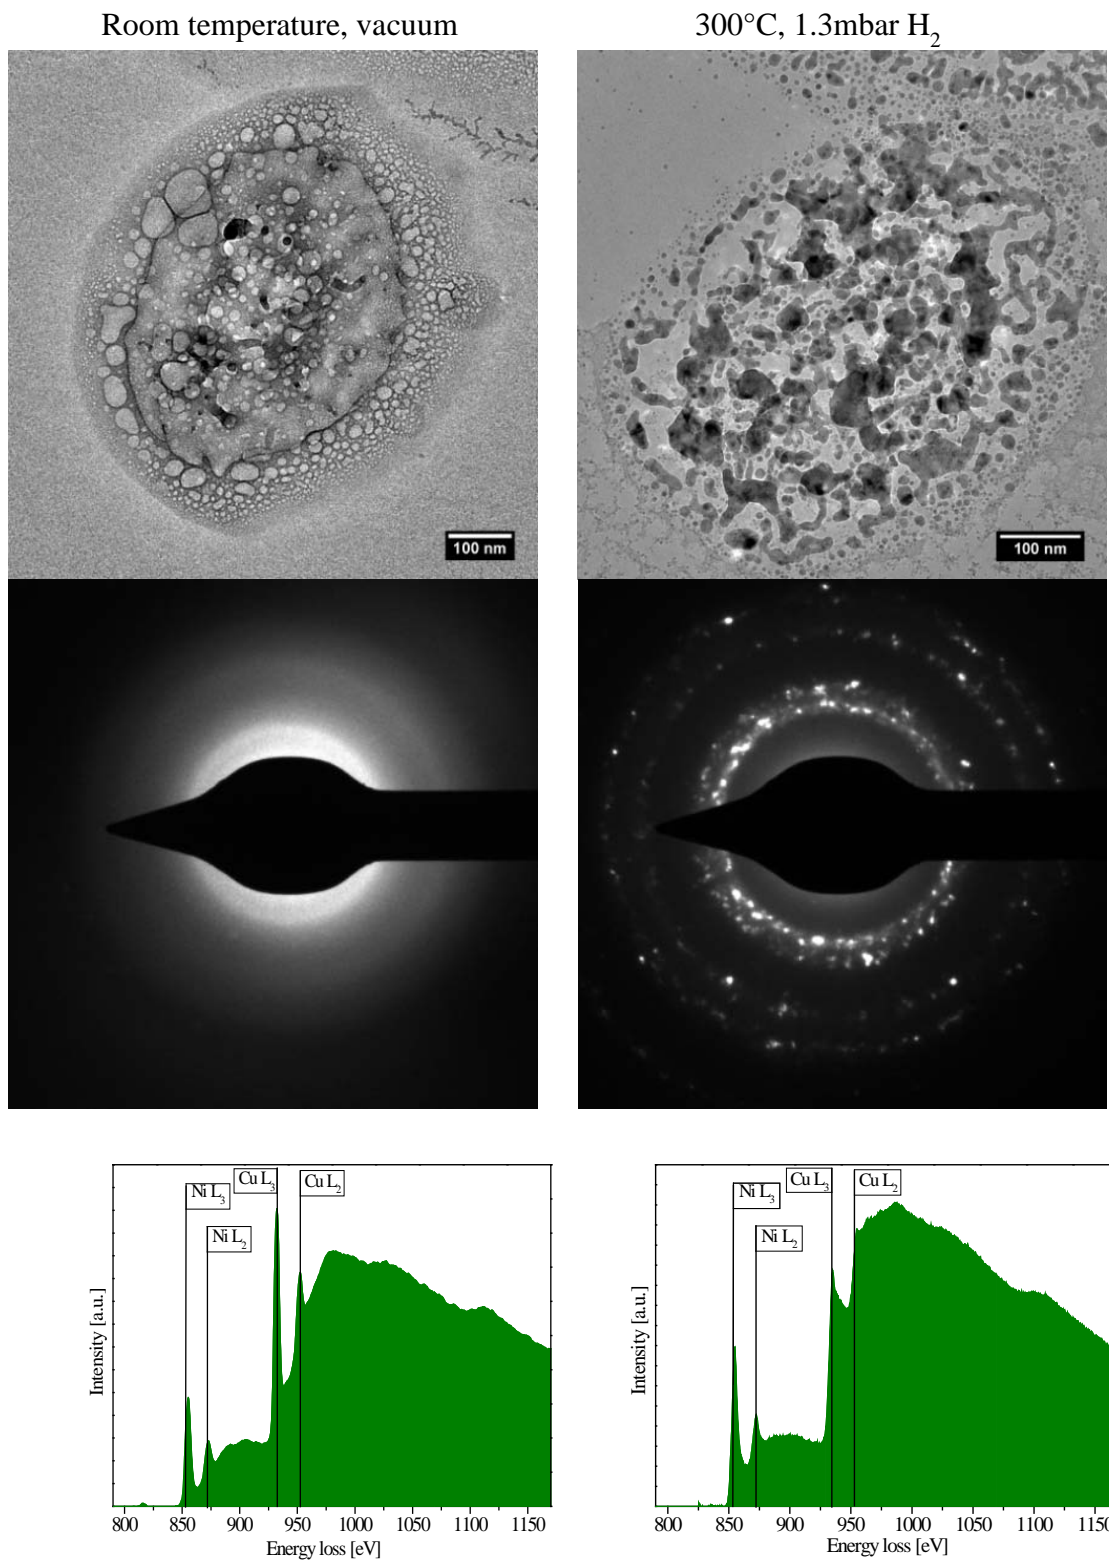 Room temperature, vacuum
300°C, 1.3mbar H2
100 nm
100 nm
Ni L3
Ni L2
Cu L3
Cu L2
Intensity [a.u.]
800 850 900 950 1000 1050 1100 1150
Energy loss [eV]
Ni L3
Ni L2
Cu L3
Cu L2
Intensity [a.u.]
800 850 900 950 1000 1050 1100 1150
Energy loss [eV]